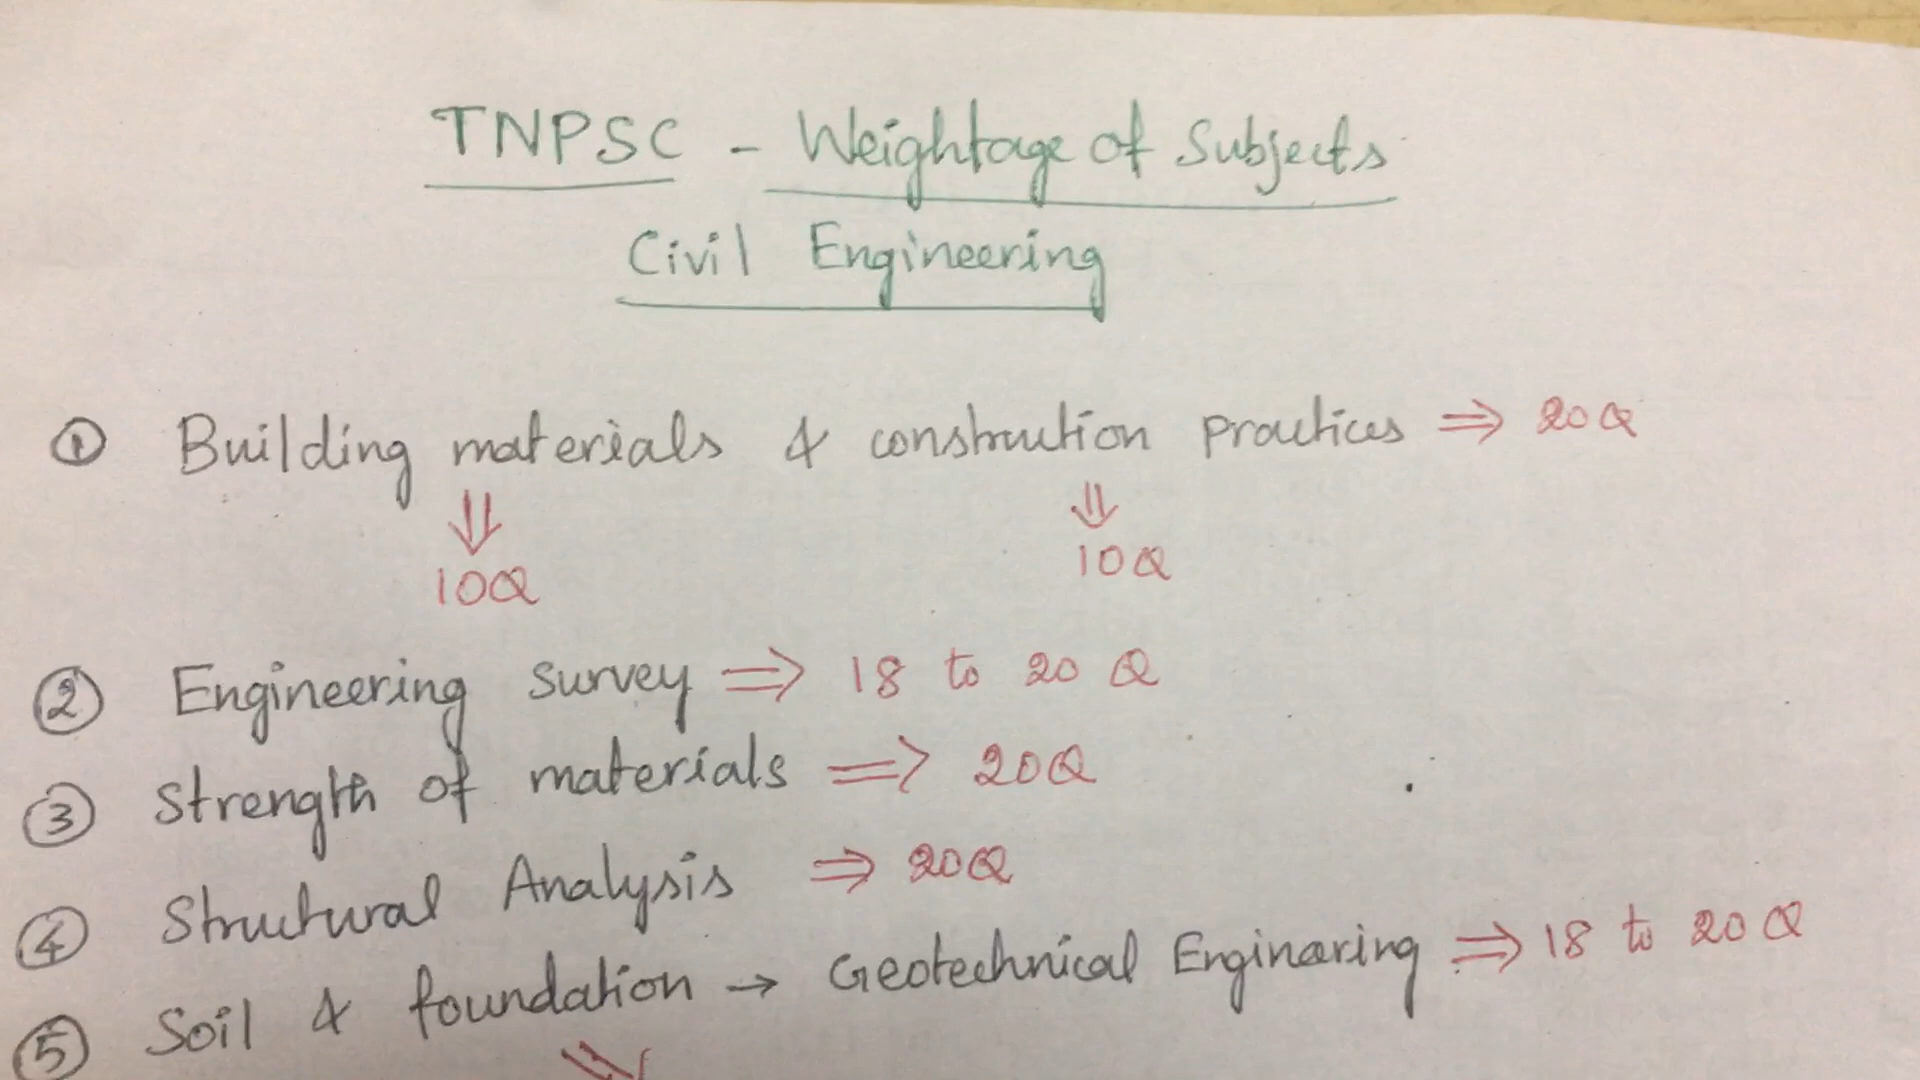 TNPSC - Weightage of Subjects
Civil Engineering
① Building materials & construction practices ⇒ 20Q
⇓ ⇓
10Q 10Q
② Engineering survey ⇒ 18 to 20 Q
③ Strength of materials ⇒ 20Q
④ Structural Analysis ⇒ 20Q
⑤ Soil & foundation → Geotechnical Engineering ⇒ 18 to 20 Q